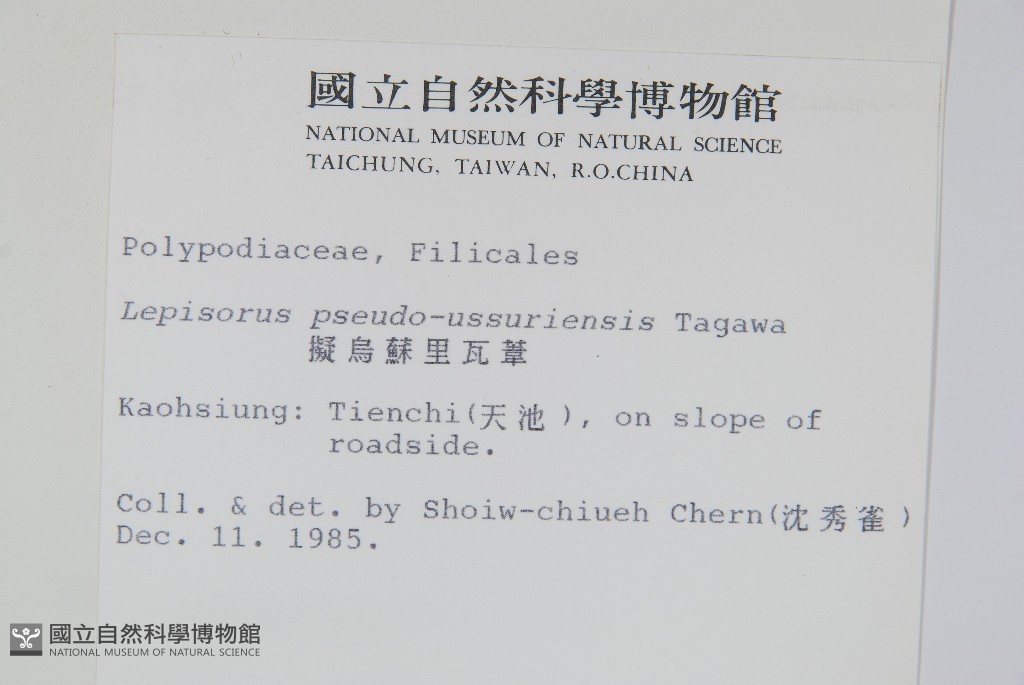 國立自然科學博物館
NATIONAL MUSEUM OF NATURAL SCIENCE
TAICHUNG, TAIWAN, R.O.CHINA
Polypodiaceae, Filicales
Lepisorus pseudo-ussuriensis Tagawa
擬烏蘇里瓦葦
Kaohsiung: Tienchi(天池), on slope of
roadside.
Coll. & det. by Shoiw-chiueh Chern(沈秀雀)
Dec. 11. 1985.
國立自然科學博物館
NATIONAL MUSEUM OF NATURAL SCIENCE